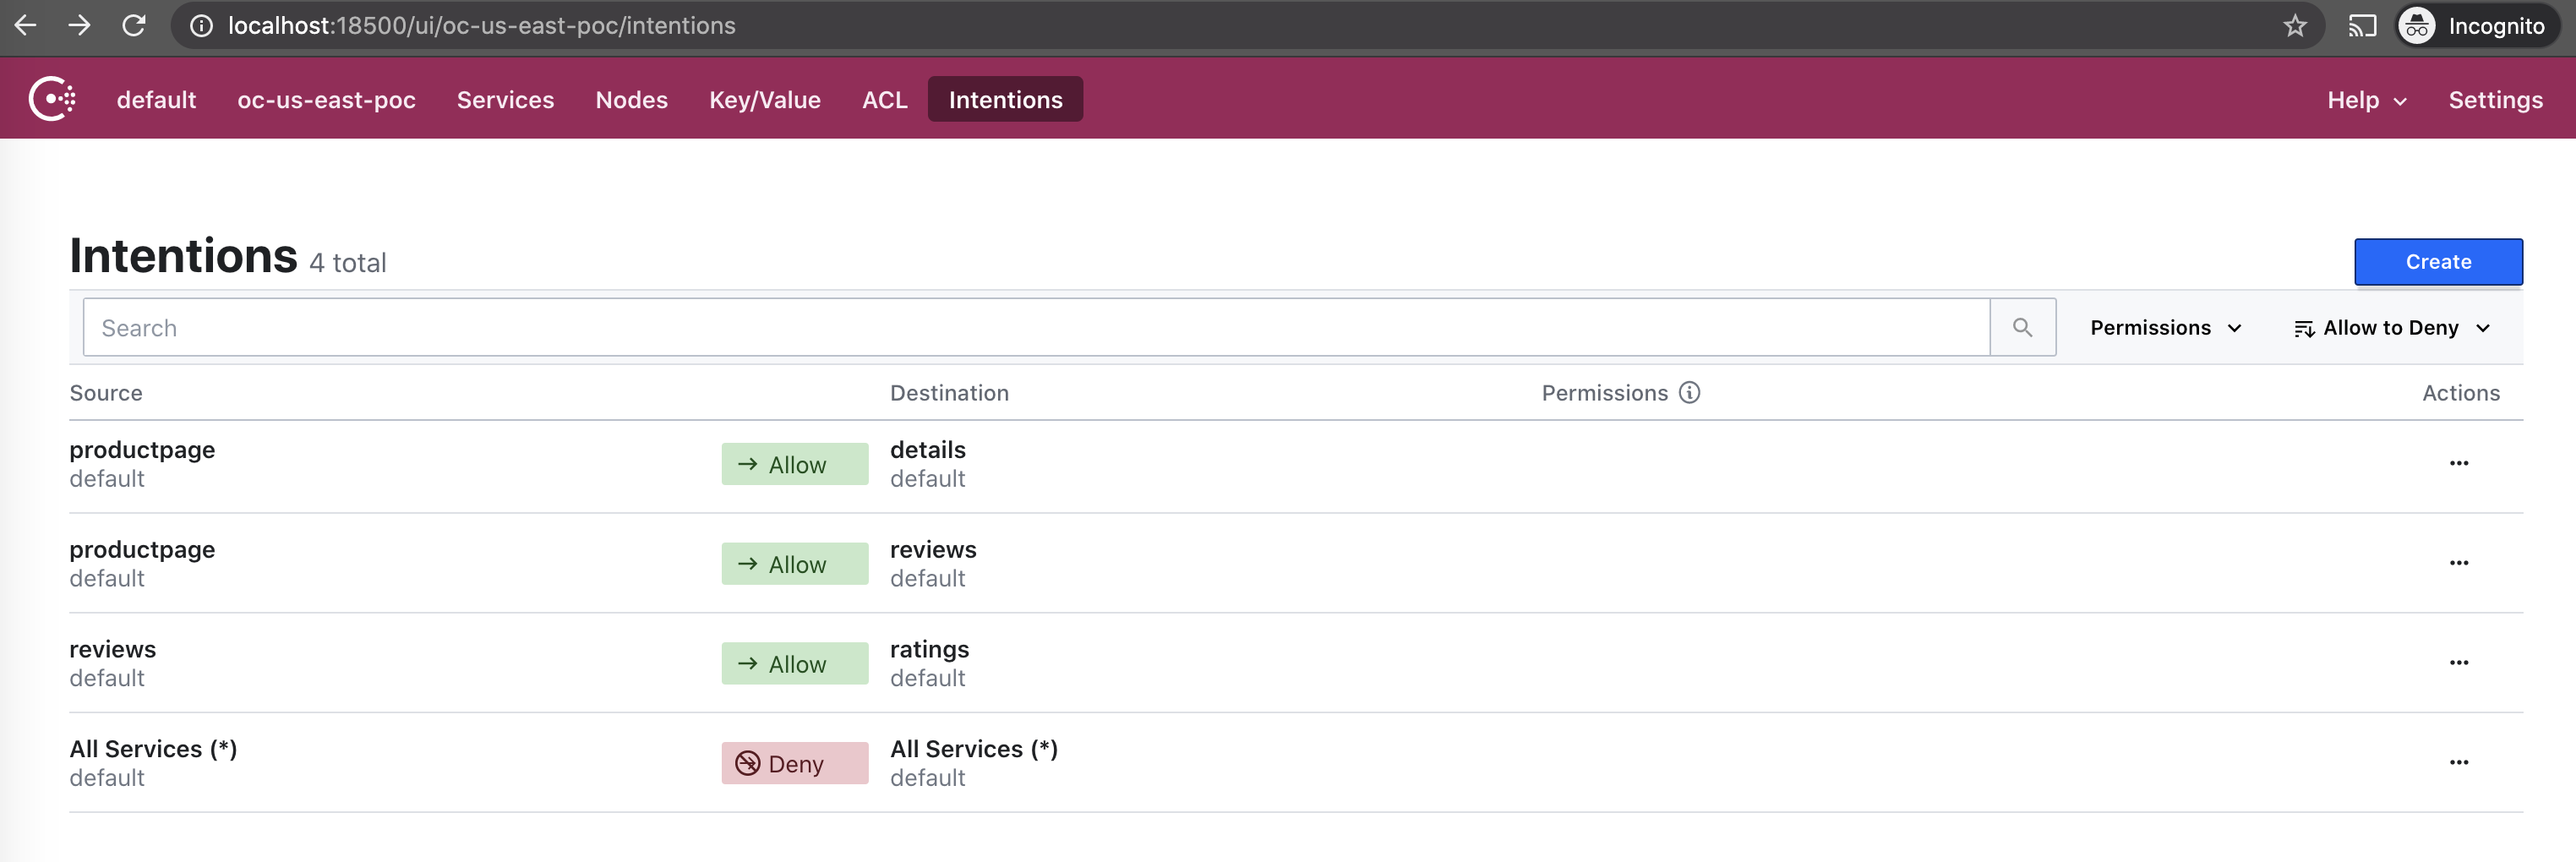 localhost:18500/ui/oc-us-east-poc/intentions Incognito
default oc-us-east-poc Services Nodes Key/Value ACL Intentions Help Settings
Intentions 4 total Create
Search Permissions Allow to Deny
Source Destination Permissions Actions
productpage Allow details
default default
productpage Allow reviews
default default
reviews Allow ratings
default default
All Services (*) Deny All Services (*)
default default